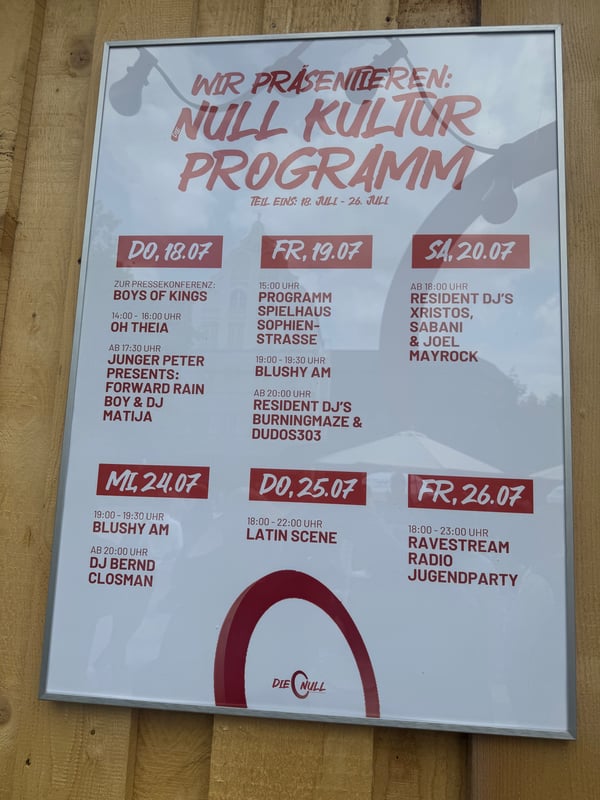 WIR PRÄSENTIEREN:
DIE NULL KULTUR
PROGRAMM
TEIL EINS: 18. JULI - 26. JULI
DO, 18.07
ZUR PRESSEKONFERENZ:
BOYS OF KINGS
14:00 - 16:00 UHR
OH THEIA
AB 17:30 UHR
JUNGER PETER
PRESENTS:
FORWARD RAIN
BOY & DJ
MATIJA
FR, 19.07
15:00 UHR
PROGRAMM
SPIELHAUS
SOPHIEN-
STRASSE
19:00 - 19:30 UHR
BLUSHY AM
AB 20:00 UHR
RESIDENT DJ'S
BURNINGMAZE &
DUDOS303
SA, 20.07
AB 18:00 UHR
RESIDENT DJ'S
XRISTOS,
SABANI
& JOEL
MAYROCK
MI, 24.07
19:00 - 19:30 UHR
BLUSHY AM
AB 20:00 UHR
DJ BERND
CLOSMAN
DO, 25.07
18:00 - 22:00 UHR
LATIN SCENE
FR, 26.07
18:00 - 23:00 UHR
RAVESTREAM
RADIO
JUGENDPARTY
DIE NULL